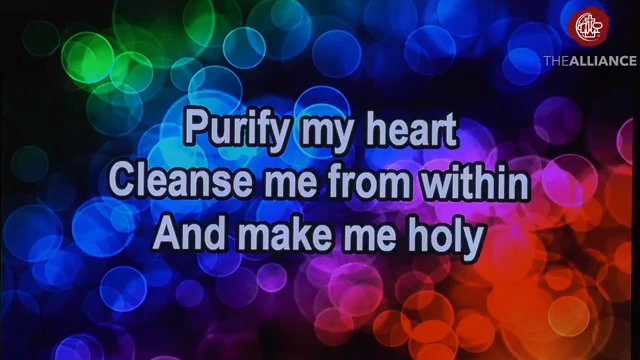 THEALLIANCE
Purify my heart
Cleanse me from within
And make me holy